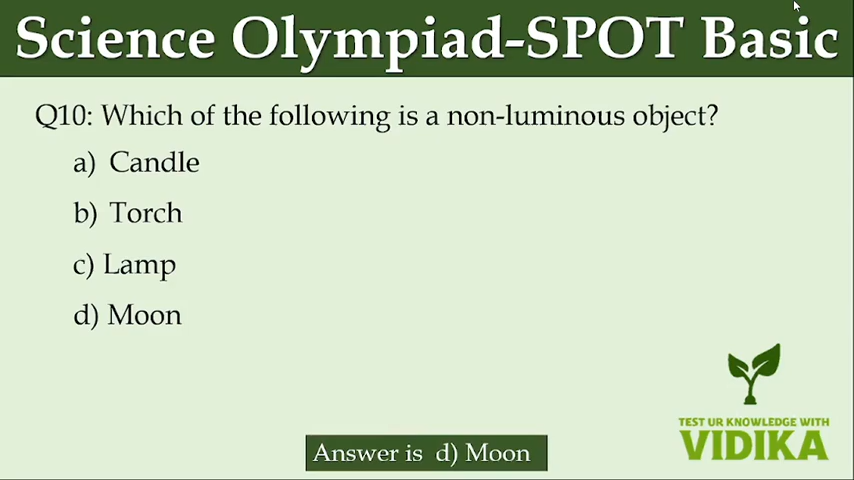 Science Olympiad-SPOT Basic
Q10: Which of the following is a non-luminous object?
a) Candle
b) Torch
c) Lamp
d) Moon
TEST UR KNOWLEDGE WITH
VIDIKA
Answer is d) Moon